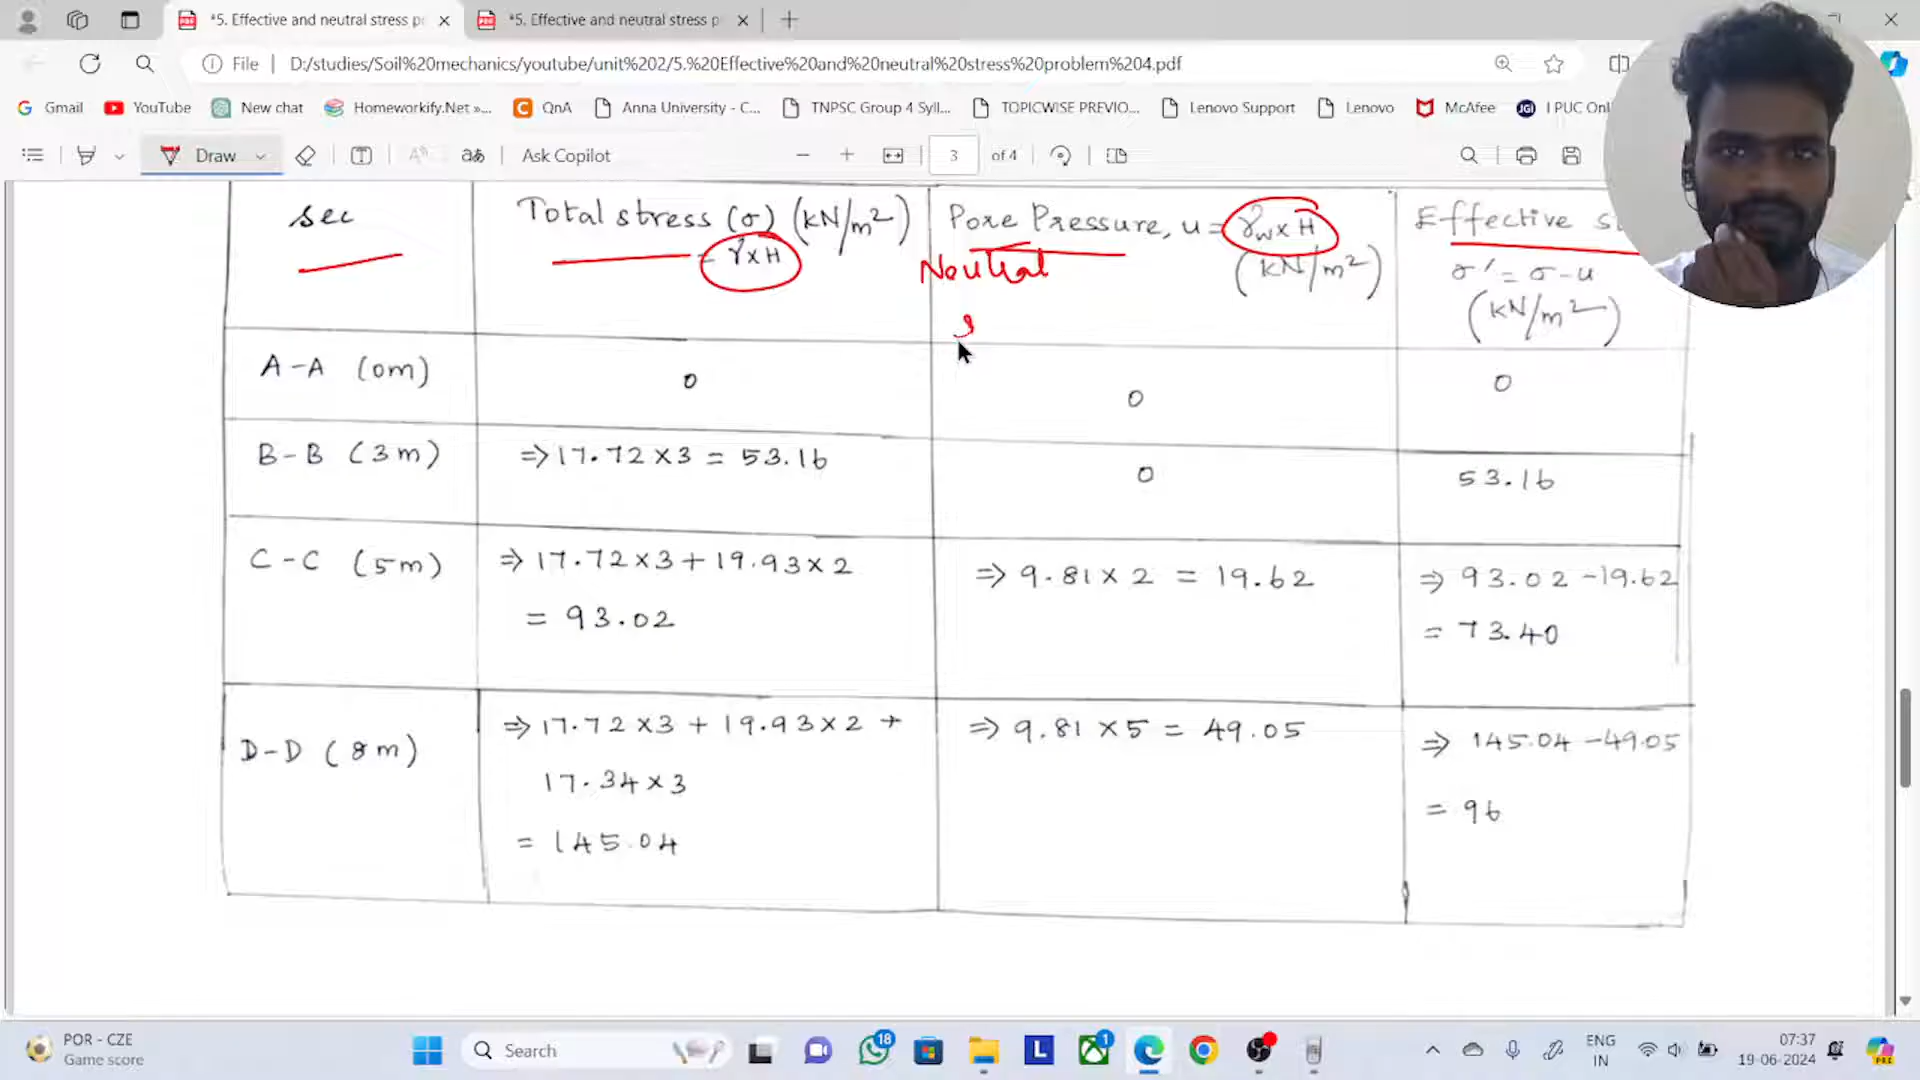 *5. Effective and neutral stress p
*5. Effective and neutral stress p
File
D:/studies/Soil%20mechanics/youtube/unit%202/5.%20Effective%20and%20neutral%20stress%20problem%204.pdf
Gmail
YouTube
New chat
Homeworkify.Net »...
QnA
Anna University - C...
TNPSC Group 4 Syll...
TOPICWISE PREVIO...
Lenovo Support
Lenovo
McAfee
I PUC Onl
Draw
Ask Copilot
3 of 4
sec
Total stress (σ) (kN/m²)
= γ x H
Pore Pressure, u = γw x H
(kN/m²)
Neutral
s
Effective s
σ' = σ - u
(kN/m²)
A-A (0m)
0
0
0
B-B (3m)
⇒ 17.72 x 3 = 53.16
0
53.16
C-C (5m)
⇒ 17.72 x 3 + 19.93 x 2
= 93.02
⇒ 9.81 x 2 = 19.62
⇒ 93.02 - 19.62
= 73.40
D-D (8m)
⇒ 17.72 x 3 + 19.93 x 2 +
17.34 x 3
= 145.04
⇒ 9.81 x 5 = 49.05
⇒ 145.04 - 49.05
= 96
POR - CZE
Game score
Search
18
1
ENG
IN
07:37
19-06-2024